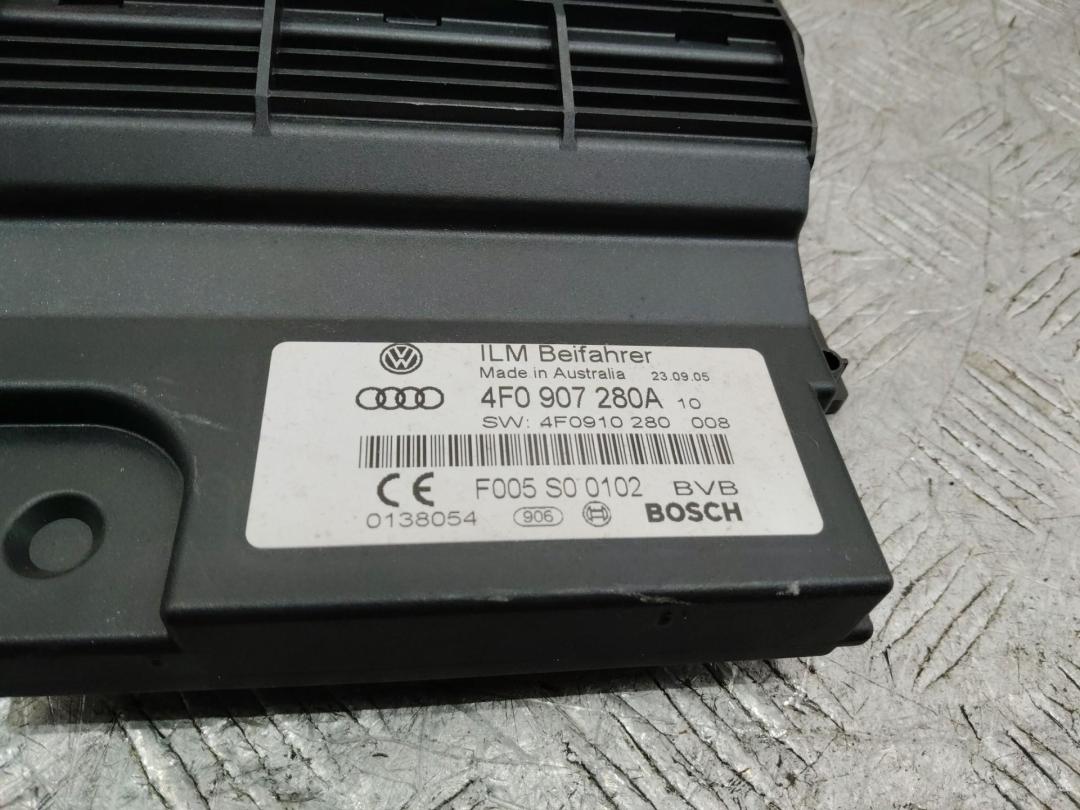 ILM Beifahrer
Made in Australia 23.09.05
4F0 907 280A 10
SW: 4F0910 280 008
CE F005 S0 0102 BVB
0138054 906 BOSCH